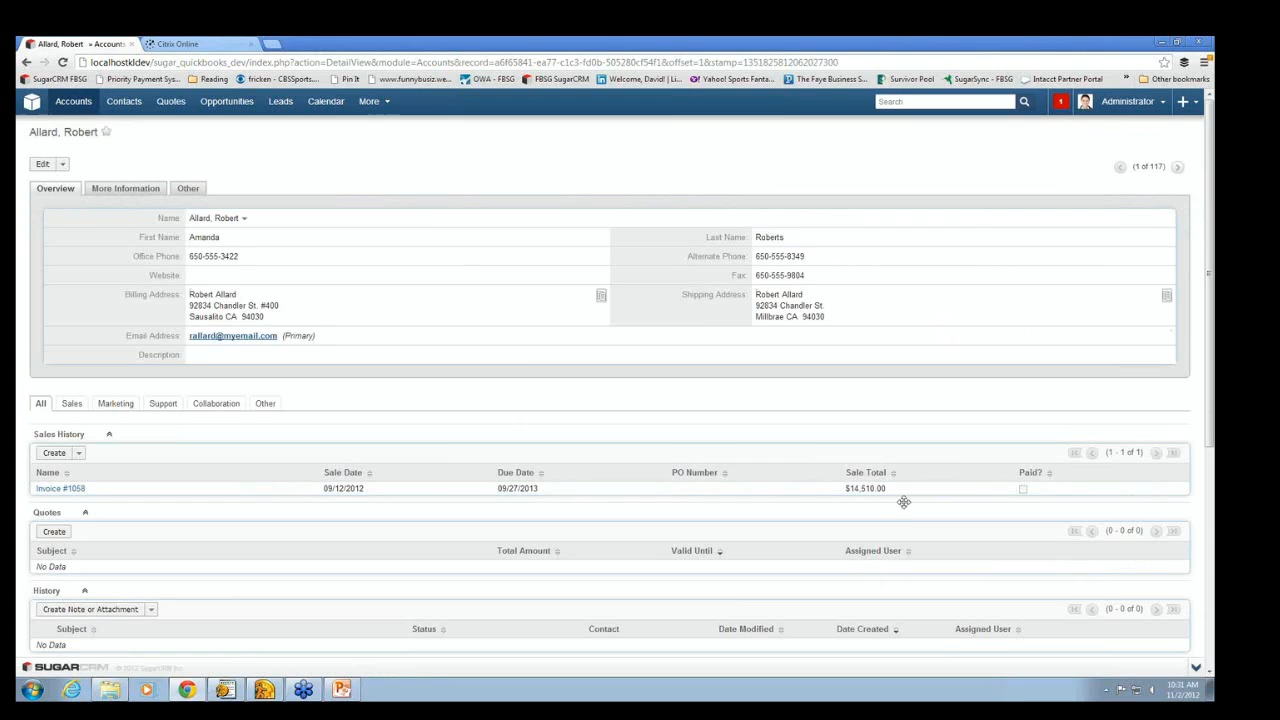 Allard, Robert » Accounts
Citrix Online
localhostkldev/sugar_quickbooks_dev/index.php?action=DetailView&module=Accounts&record=
&offset=1&stamp=1351825812062027300
SugarCRM FBSG
Priority Payment Sys...
Reading
fricken - CBSSports...
Pin It
www.funnybusiz.we...
OWA - FBSG
FBSG SugarCRM
Welcome, David! | Li...
Yahoo! Sports Fanta...
The Faye Business S...
Survivor Pool
SugarSync - FBSG
Intacct Partner Portal
Other bookmarks
Accounts
Contacts
Quotes
Opportunities
Leads
Calendar
More
Search
1
Administrator
Allard, Robert
Edit
(1 of 117)
Overview
More Information
Other
Name: Allard, Robert
First Name: Amanda
Last Name: Roberts
Office Phone: 650-555-3422
Alternate Phone: 650-555-8349
Website:
Fax: 650-555-9804
Billing Address: Robert Allard
92834 Chandler St. #400
Sausalito CA 94030
Shipping Address: Robert Allard
92834 Chandler St.
Millbrae CA 94030
Email Address: rallard@myemail.com (Primary)
Description:
All
Sales
Marketing
Support
Collaboration
Other
Sales History
Create
(1 - 1 of 1)
Name
Sale Date
Due Date
PO Number
Sale Total
Paid?
Invoice #1058
09/12/2012
09/27/2013
$14,510.00
Quotes
Create
(0 - 0 of 0)
Subject
Total Amount
Valid Until
Assigned User
No Data
History
Create Note or Attachment
(0 - 0 of 0)
Subject
Status
Contact
Date Modified
Date Created
Assigned User
No Data
SUGARCRM
© 2012 SugarCRM Inc.
10:31 AM
11/2/2012